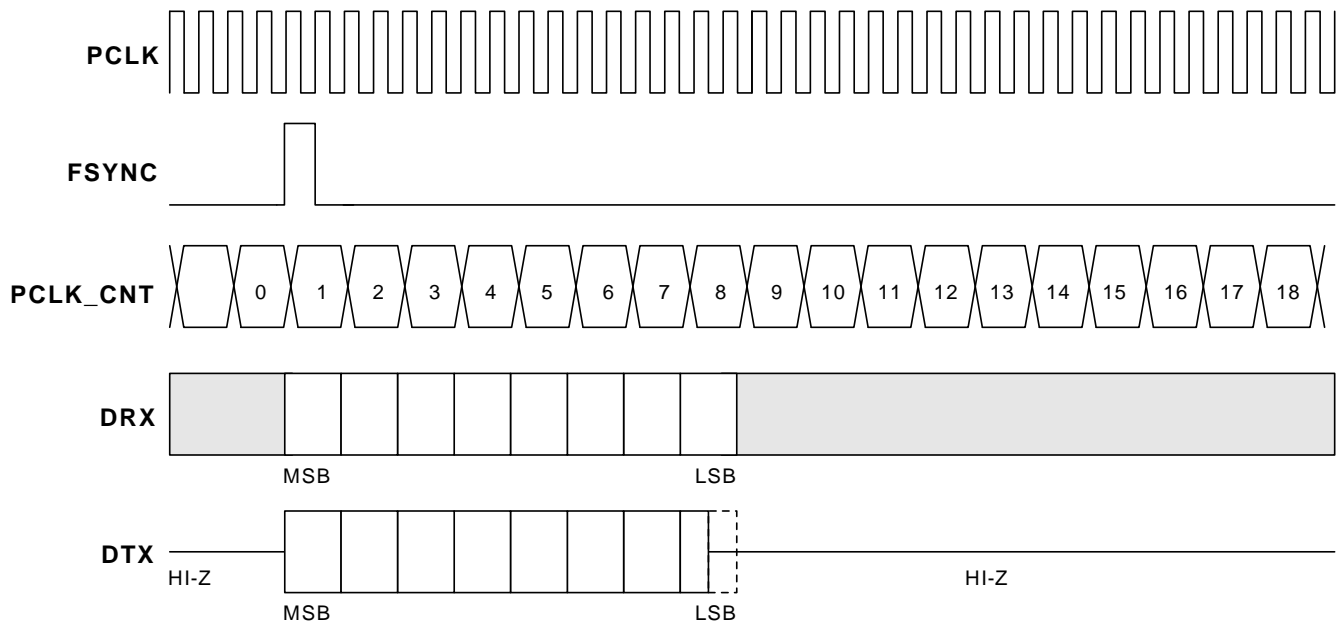 PCLK
FSYNC
PCLK_CNT 0 1 2 3 4 5 6 7 8 9 10 11 12 13 14 15 16 17 18
DRX
MSB LSB
DTX
HI-Z HI-Z
MSB LSB